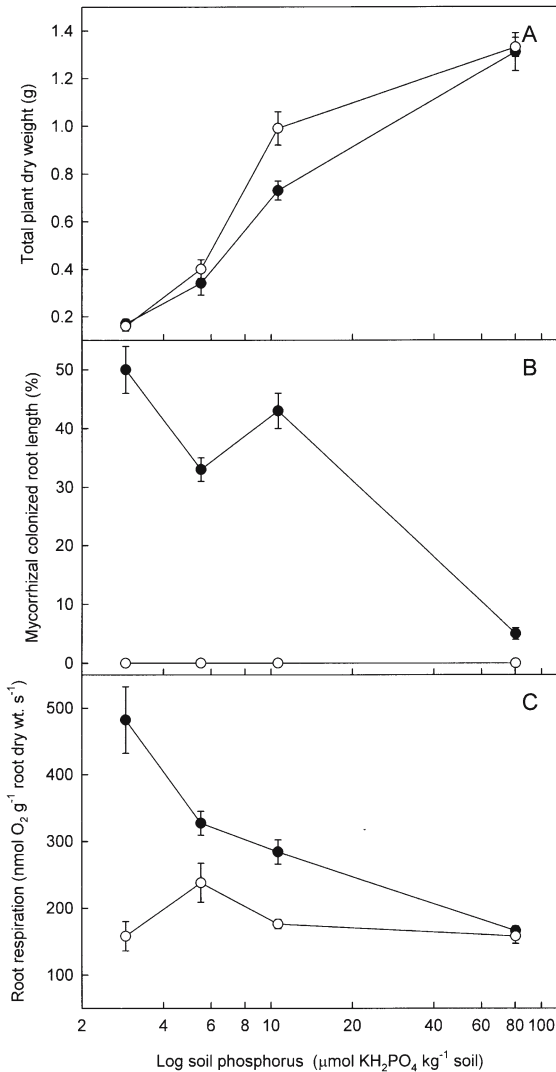 A
1.4
1.2
1.0
0.8
0.6
0.4
0.2
Total plant dry weight (g)
B
50
40
30
20
10
0
Mycorrhizal colonized root length (%)
C
500
400
300
200
100
Root respiration (nmol O₂ g⁻¹ root dry wt. s⁻¹)
2 4 6 8 10 20 40 60 80 100
Log soil phosphorus (μmol KH₂PO₄ kg⁻¹ soil)